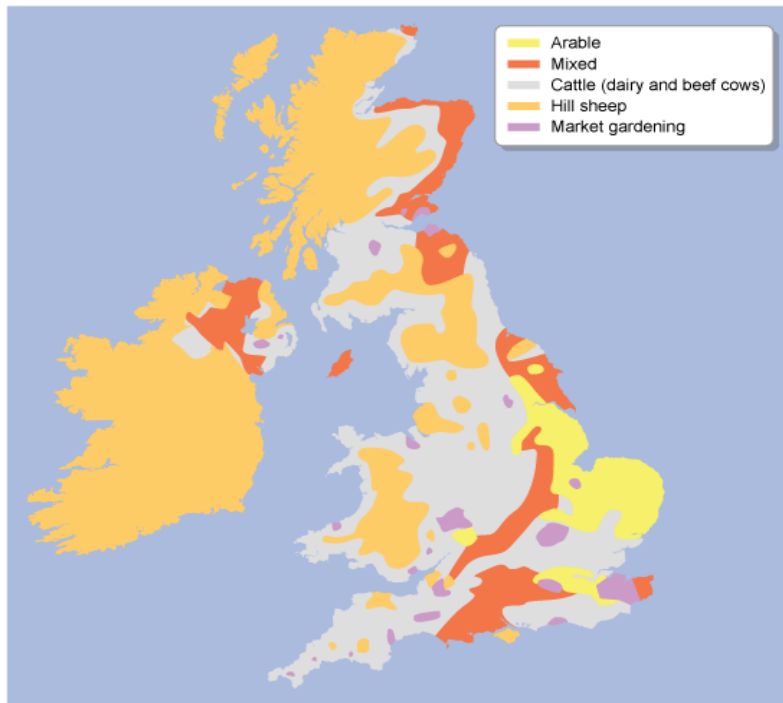 Arable
Mixed
Cattle (dairy and beef cows)
Hill sheep
Market gardening